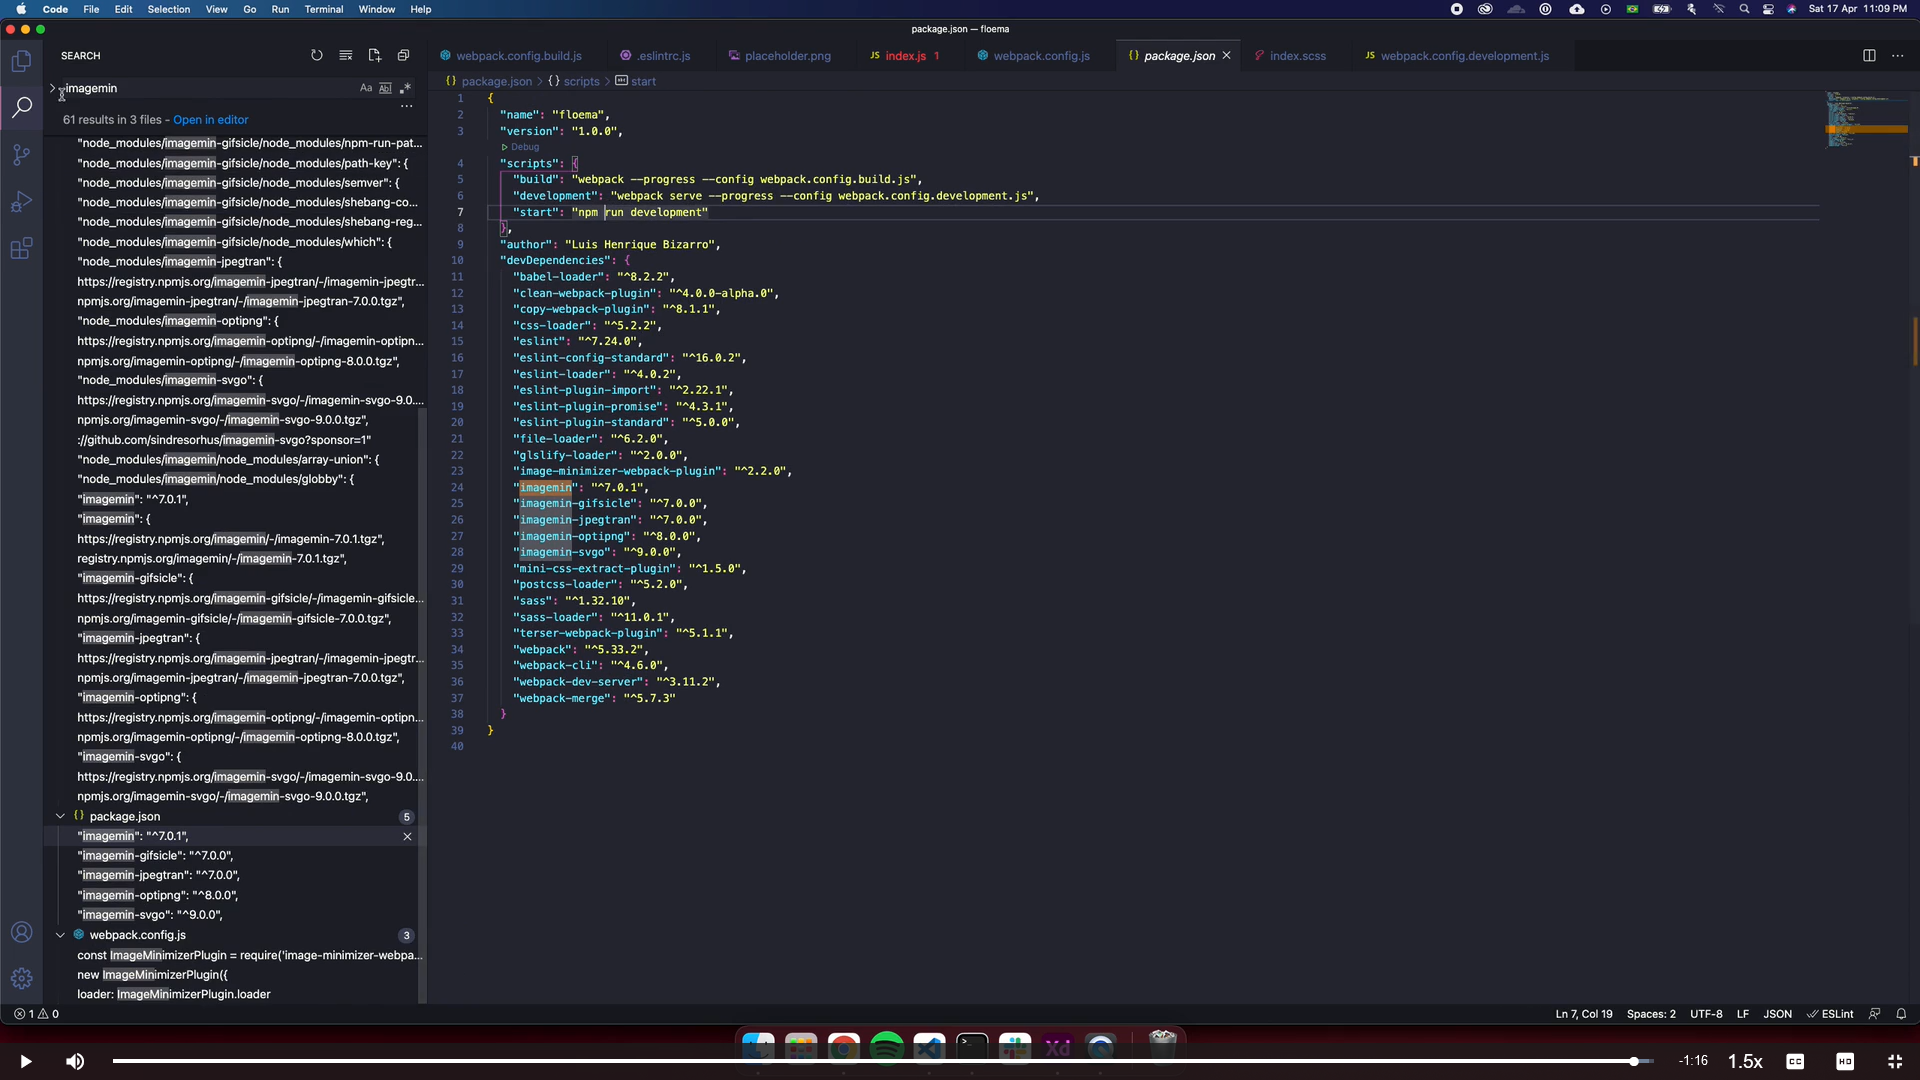 Code File Edit Selection View Go Run Terminal Window Help
Sat 17 Apr 11:09 PM
package.json — floema
SEARCH
webpack.config.build.js
.eslintrc.js
placeholder.png
JS index.js 1
webpack.config.js
{} package.json
index.scss
JS webpack.config.development.js
imagemin
Aa
{} package.json > {} scripts > start
61 results in 3 files - Open in editor
"node_modules/imagemin-gifsicle/node_modules/npm-run-pat...
"node_modules/imagemin-gifsicle/node_modules/path-key": {
"node_modules/imagemin-gifsicle/node_modules/semver": {
"node_modules/imagemin-gifsicle/node_modules/shebang-co...
"node_modules/imagemin-gifsicle/node_modules/shebang-reg...
"node_modules/imagemin-gifsicle/node_modules/which": {
"node_modules/imagemin-jpegtran": {
https://registry.npmjs.org/imagemin-jpegtran/-/imagemin-jpegtr...
npmjs.org/imagemin-jpegtran/-/imagemin-jpegtran-7.0.0.tgz",
"node_modules/imagemin-optipng": {
https://registry.npmjs.org/imagemin-optipng/-/imagemin-optipn...
npmjs.org/imagemin-optipng/-/imagemin-optipng-8.0.0.tgz",
"node_modules/imagemin-svgo": {
https://registry.npmjs.org/imagemin-svgo/-/imagemin-svgo-9.0....
npmjs.org/imagemin-svgo/-/imagemin-svgo-9.0.0.tgz",
://github.com/sindresorhus/imagemin-svgo?sponsor=1"
"node_modules/imagemin/node_modules/array-union": {
"node_modules/imagemin/node_modules/globby": {
"imagemin": "^7.0.1",
"imagemin": {
https://registry.npmjs.org/imagemin/-/imagemin-7.0.1.tgz",
registry.npmjs.org/imagemin/-/imagemin-7.0.1.tgz",
"imagemin-gifsicle": {
https://registry.npmjs.org/imagemin-gifsicle/-/imagemin-gifsicle...
npmjs.org/imagemin-gifsicle/-/imagemin-gifsicle-7.0.0.tgz",
"imagemin-jpegtran": {
https://registry.npmjs.org/imagemin-jpegtran/-/imagemin-jpegtr...
npmjs.org/imagemin-jpegtran/-/imagemin-jpegtran-7.0.0.tgz",
"imagemin-optipng": {
https://registry.npmjs.org/imagemin-optipng/-/imagemin-optipn...
npmjs.org/imagemin-optipng/-/imagemin-optipng-8.0.0.tgz",
"imagemin-svgo": {
https://registry.npmjs.org/imagemin-svgo/-/imagemin-svgo-9.0....
npmjs.org/imagemin-svgo/-/imagemin-svgo-9.0.0.tgz",
{} package.json 5
"imagemin": "^7.0.1",
"imagemin-gifsicle": "^7.0.0",
"imagemin-jpegtran": "^7.0.0",
"imagemin-optipng": "^8.0.0",
"imagemin-svgo": "^9.0.0",
webpack.config.js 3
const ImageMinimizerPlugin = require('image-minimizer-webpa...
new ImageMinimizerPlugin({
loader: ImageMinimizerPlugin.loader
1 {
2 "name": "floema",
3 "version": "1.0.0",
Debug
4 "scripts": {
5 "build": "webpack --progress --config webpack.config.build.js",
6 "development": "webpack serve --progress --config webpack.config.development.js",
7 "start": "npm run development"
8 },
9 "author": "Luis Henrique Bizarro",
10 "devDependencies": {
11 "babel-loader": "^8.2.2",
12 "clean-webpack-plugin": "^4.0.0-alpha.0",
13 "copy-webpack-plugin": "^8.1.1",
14 "css-loader": "^5.2.2",
15 "eslint": "^7.24.0",
16 "eslint-config-standard": "^16.0.2",
17 "eslint-loader": "^4.0.2",
18 "eslint-plugin-import": "^2.22.1",
19 "eslint-plugin-promise": "^4.3.1",
20 "eslint-plugin-standard": "^5.0.0",
21 "file-loader": "^6.2.0",
22 "glslify-loader": "^2.0.0",
23 "image-minimizer-webpack-plugin": "^2.2.0",
24 "imagemin": "^7.0.1",
25 "imagemin-gifsicle": "^7.0.0",
26 "imagemin-jpegtran": "^7.0.0",
27 "imagemin-optipng": "^8.0.0",
28 "imagemin-svgo": "^9.0.0",
29 "mini-css-extract-plugin": "^1.5.0",
30 "postcss-loader": "^5.2.0",
31 "sass": "^1.32.10",
32 "sass-loader": "^11.0.1",
33 "terser-webpack-plugin": "^5.1.1",
34 "webpack": "^5.33.2",
35 "webpack-cli": "^4.6.0",
36 "webpack-dev-server": "^3.11.2",
37 "webpack-merge": "^5.7.3"
38 }
39 }
40
1 0
Ln 7, Col 19 Spaces: 2 UTF-8 LF JSON ESLint
Xd
-1:16 1.5x CC HD